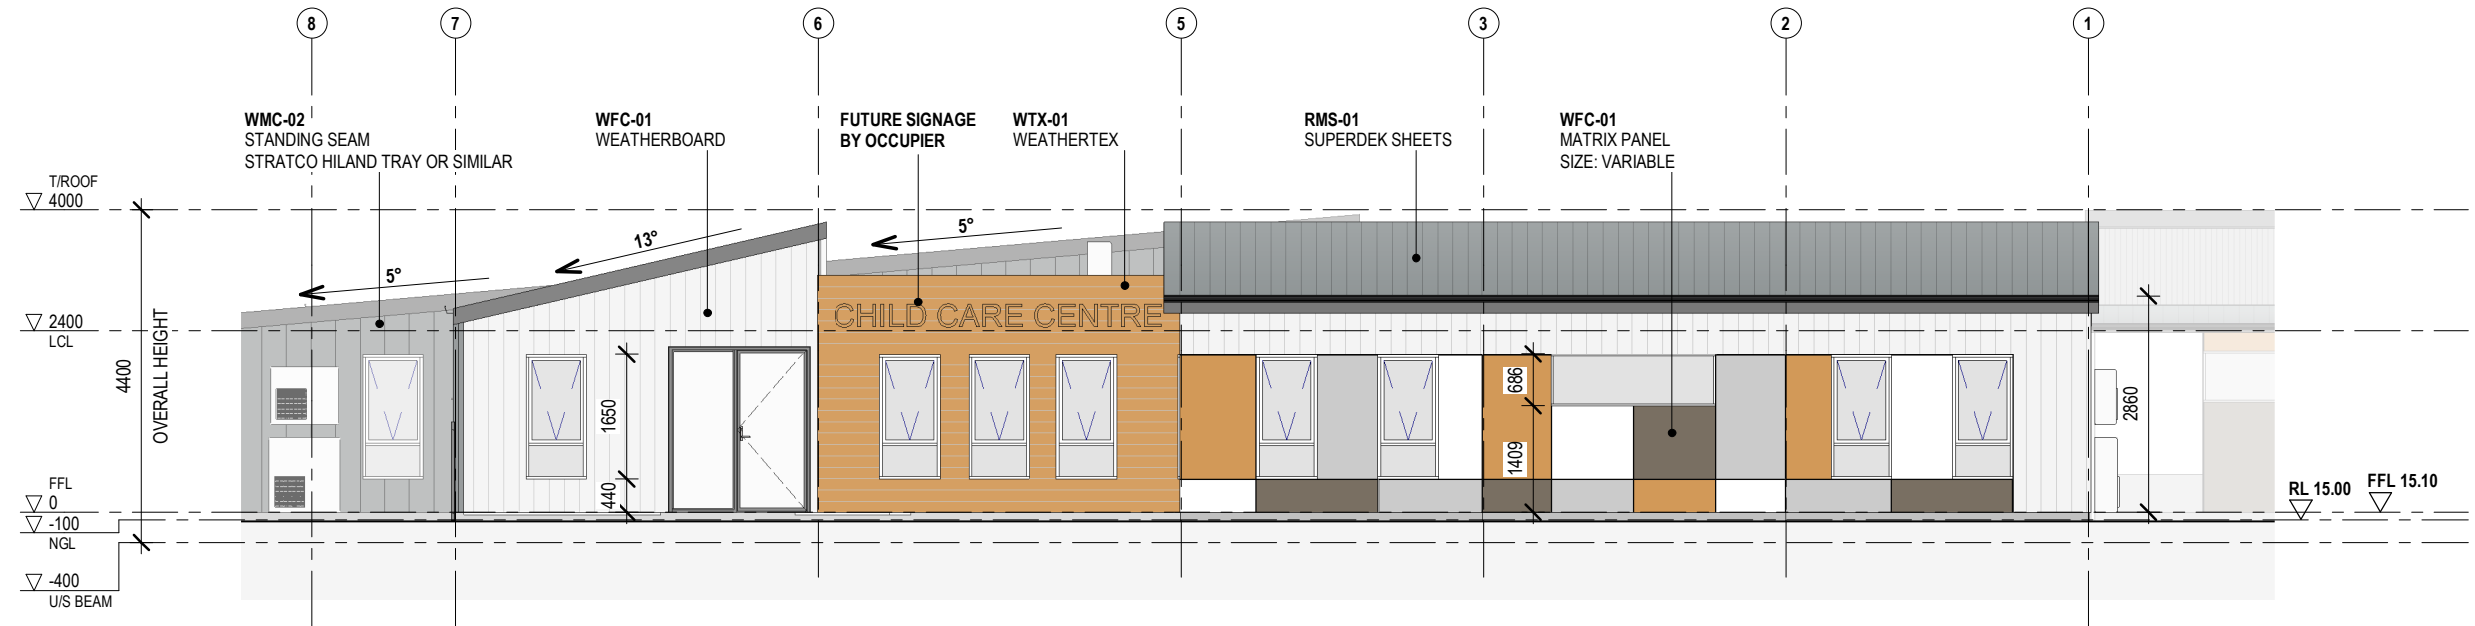 8
7
6
5
3
2
1
WMC-02
STANDING SEAM
STRATCO HILAND TRAY OR SIMILAR
WFC-01
WEATHERBOARD
FUTURE SIGNAGE
BY OCCUPIER
WTX-01
WEATHERTEX
RMS-01
SUPERDEK SHEETS
WFC-01
MATRIX PANEL
SIZE: VARIABLE
T/ROOF
4000
5°
13°
5°
2400
LCL
4400
OVERALL HEIGHT
CHILD CARE CENTRE
1650
440
686
1409
2860
FFL
0
-100
NGL
-400
U/S BEAM
RL 15.00
FFL 15.10